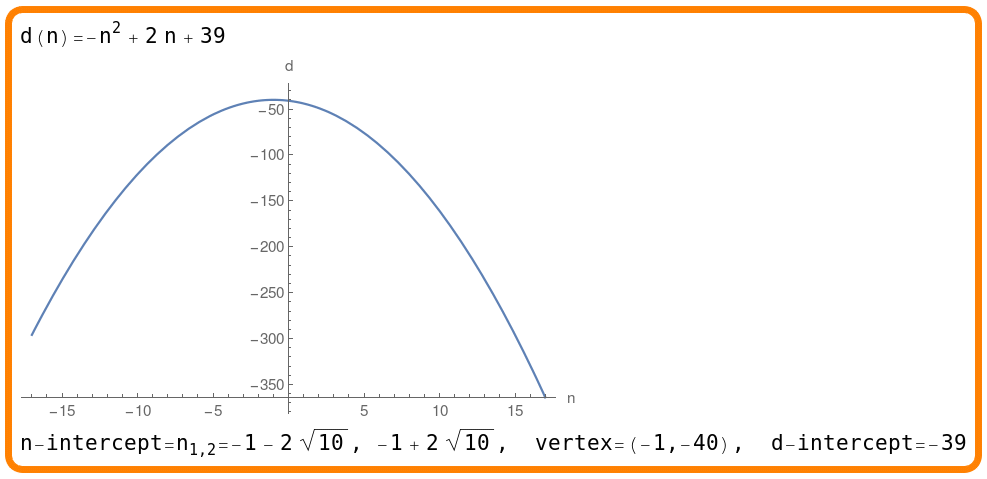 d(n)=-n² + 2 n + 39
d
-50
-100
-150
-200
-250
-300
-350
-15 -10 -5 5 10 15 n
n-intercept=n₁,₂=-1 - 2 √10, -1 + 2 √10, vertex=(-1,-40), d-intercept=-39